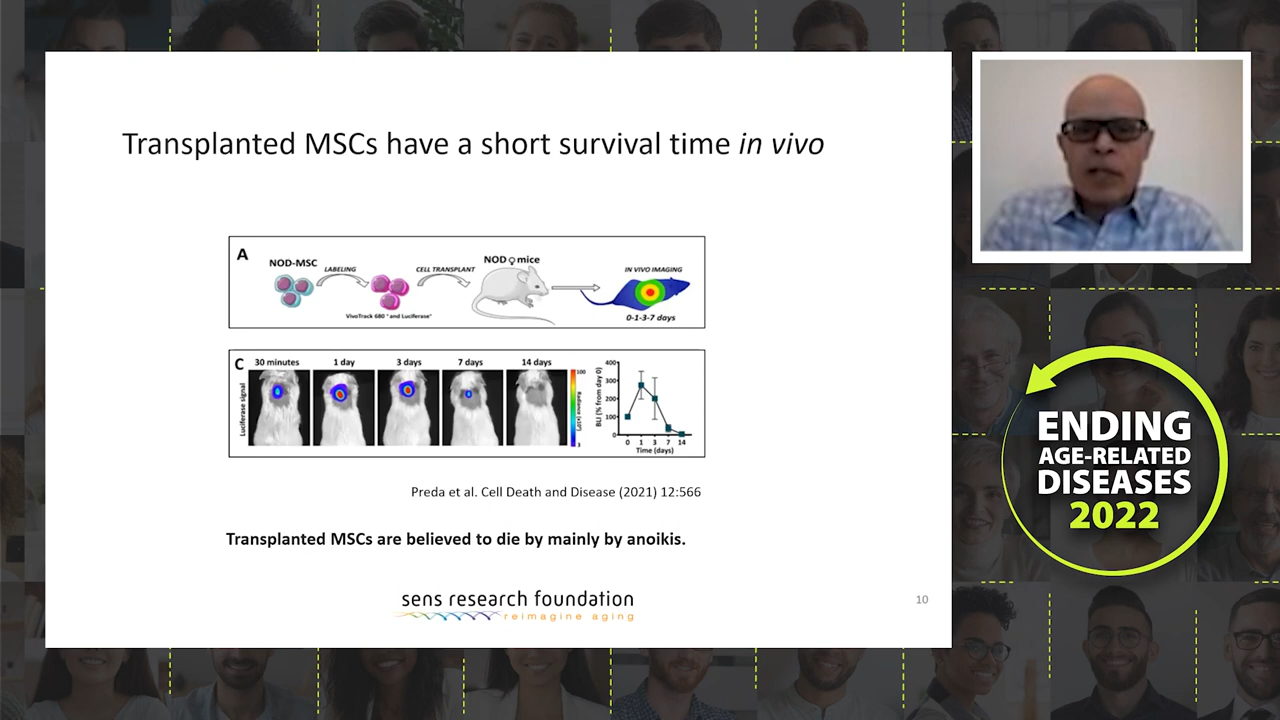 Transplanted MSCs have a short survival time in vivo
A
NOD-MSC
LABELING
CELL TRANSPLANT
NOD ♀ mice
IN VIVO IMAGING
VivoTrack 680 " and Luciferase"
0-1-3-7 days
C
30 minutes
1 day
3 days
7 days
14 days
Luciferase signal
100
3
BLI (% from day 0)
400
300
200
100
0
0 1 3 7 14
Time (days)
Preda et al. Cell Death and Disease (2021) 12:566
Transplanted MSCs are believed to die by mainly by anoikis.
sens research foundation
reimagine aging
10
ENDING
AGE-RELATED
DISEASES
2022